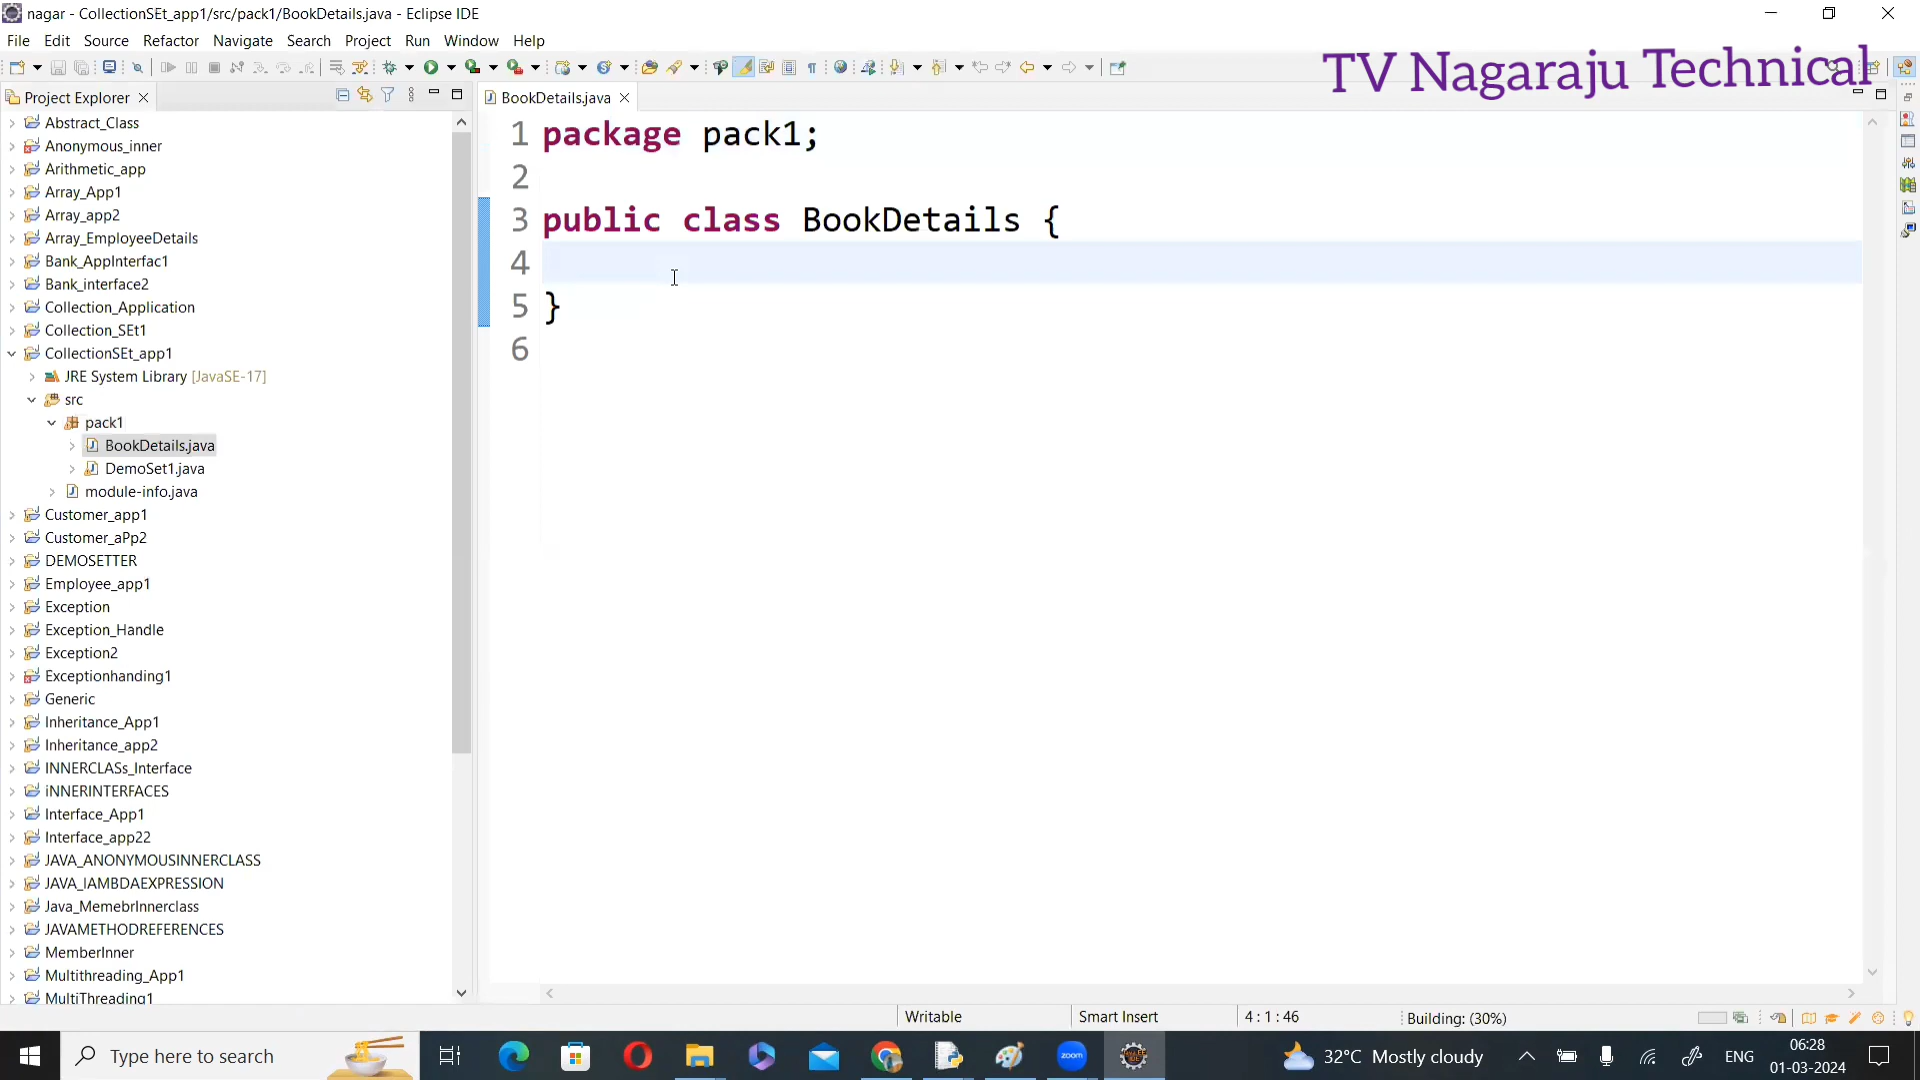 nagar - CollectionSEt_app1/src/pack1/BookDetails.java - Eclipse IDE
File Edit Source Refactor Navigate Search Project Run Window Help
TV Nagaraju Technical
Project Explorer
BookDetails.java
Abstract_Class
Anonymous_inner
Arithmetic_app
Array_App1
Array_app2
Array_EmployeeDetails
Bank_AppInterfac1
Bank_interface2
Collection_Application
Collection_SEt1
CollectionSEt_app1
JRE System Library [JavaSE-17]
src
pack1
BookDetails.java
DemoSet1.java
module-info.java
Customer_app1
Customer_aPp2
DEMOSETTER
Employee_app1
Exception
Exception_Handle
Exception2
Exceptionhanding1
Generic
Inheritance_App1
Inheritance_app2
INNERCLASs_Interface
iNNERINTERFACES
Interface_App1
Interface_app22
JAVA_ANONYMOUSINNERCLASS
JAVA_lAMBDAEXPRESSION
Java_MemebrInnerclass
JAVAMETHODREFERENCES
MemberInner
Multithreading_App1
MultiThreading1
1 package pack1;
2
3 public class BookDetails {
4
5 }
6
Writable Smart Insert 4 : 1 : 46 Building: (30%)
Type here to search
zoom
32°C Mostly cloudy
ENG
06:28
01-03-2024